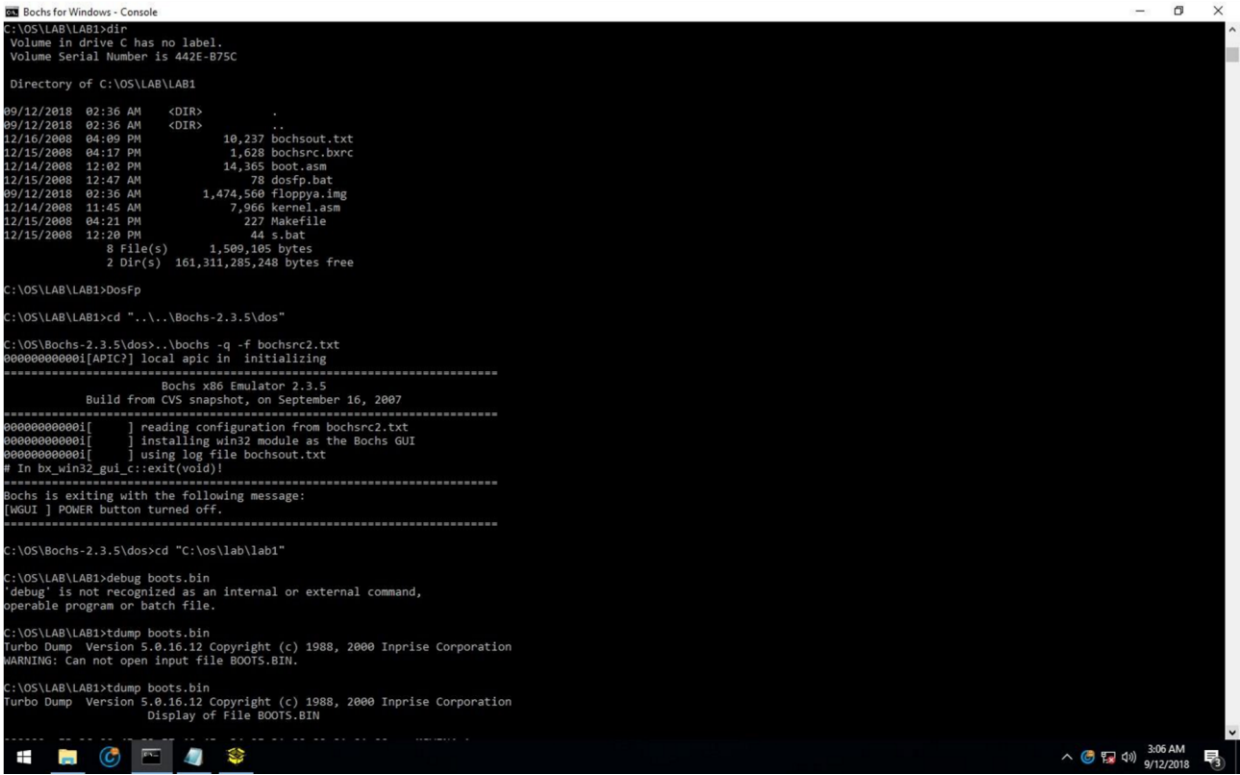 Bochs for Windows - Console
C:\OS\LAB\LAB1>dir
Volume in drive C has no label.
Volume Serial Number is 442E-B75C
Directory of C:\OS\LAB\LAB1
09/12/2018 02:36 AM <DIR> .
09/12/2018 02:36 AM <DIR> ..
12/16/2008 04:09 PM 10,237 bochsout.txt
12/15/2008 04:17 PM 1,628 bochsrc.bxrc
12/14/2008 12:02 PM 14,365 boot.asm
12/15/2008 12:47 AM 78 dosfp.bat
09/12/2018 02:36 AM 1,474,560 floppya.img
12/14/2008 11:45 AM 7,966 kernel.asm
12/15/2008 04:21 PM 227 Makefile
12/15/2008 12:20 PM 44 s.bat
8 File(s) 1,509,105 bytes
2 Dir(s) 161,311,285,248 bytes free
C:\OS\LAB\LAB1>DosFp
C:\OS\LAB\LAB1>cd "..\..\Bochs-2.3.5\dos"
C:\OS\Bochs-2.3.5\dos>..\bochs -q -f bochsrc2.txt
00000000000i[APIC?] local apic in initializing
========================================================================
Bochs x86 Emulator 2.3.5
Build from CVS snapshot, on September 16, 2007
========================================================================
00000000000i[ ] reading configuration from bochsrc2.txt
00000000000i[ ] installing win32 module as the Bochs GUI
00000000000i[ ] using log file bochsout.txt
# In bx_win32_gui_c::exit(void)!
========================================================================
Bochs is exiting with the following message:
[WGUI ] POWER button turned off.
========================================================================
C:\OS\Bochs-2.3.5\dos>cd "C:\os\lab\lab1"
C:\OS\LAB\LAB1>debug boots.bin
'debug' is not recognized as an internal or external command,
operable program or batch file.
C:\OS\LAB\LAB1>tdump boots.bin
Turbo Dump Version 5.0.16.12 Copyright (c) 1988, 2000 Inprise Corporation
WARNING: Can not open input file BOOTS.BIN.
C:\OS\LAB\LAB1>tdump boots.bin
Turbo Dump Version 5.0.16.12 Copyright (c) 1988, 2000 Inprise Corporation
Display of File BOOTS.BIN
3:06 AM
9/12/2018